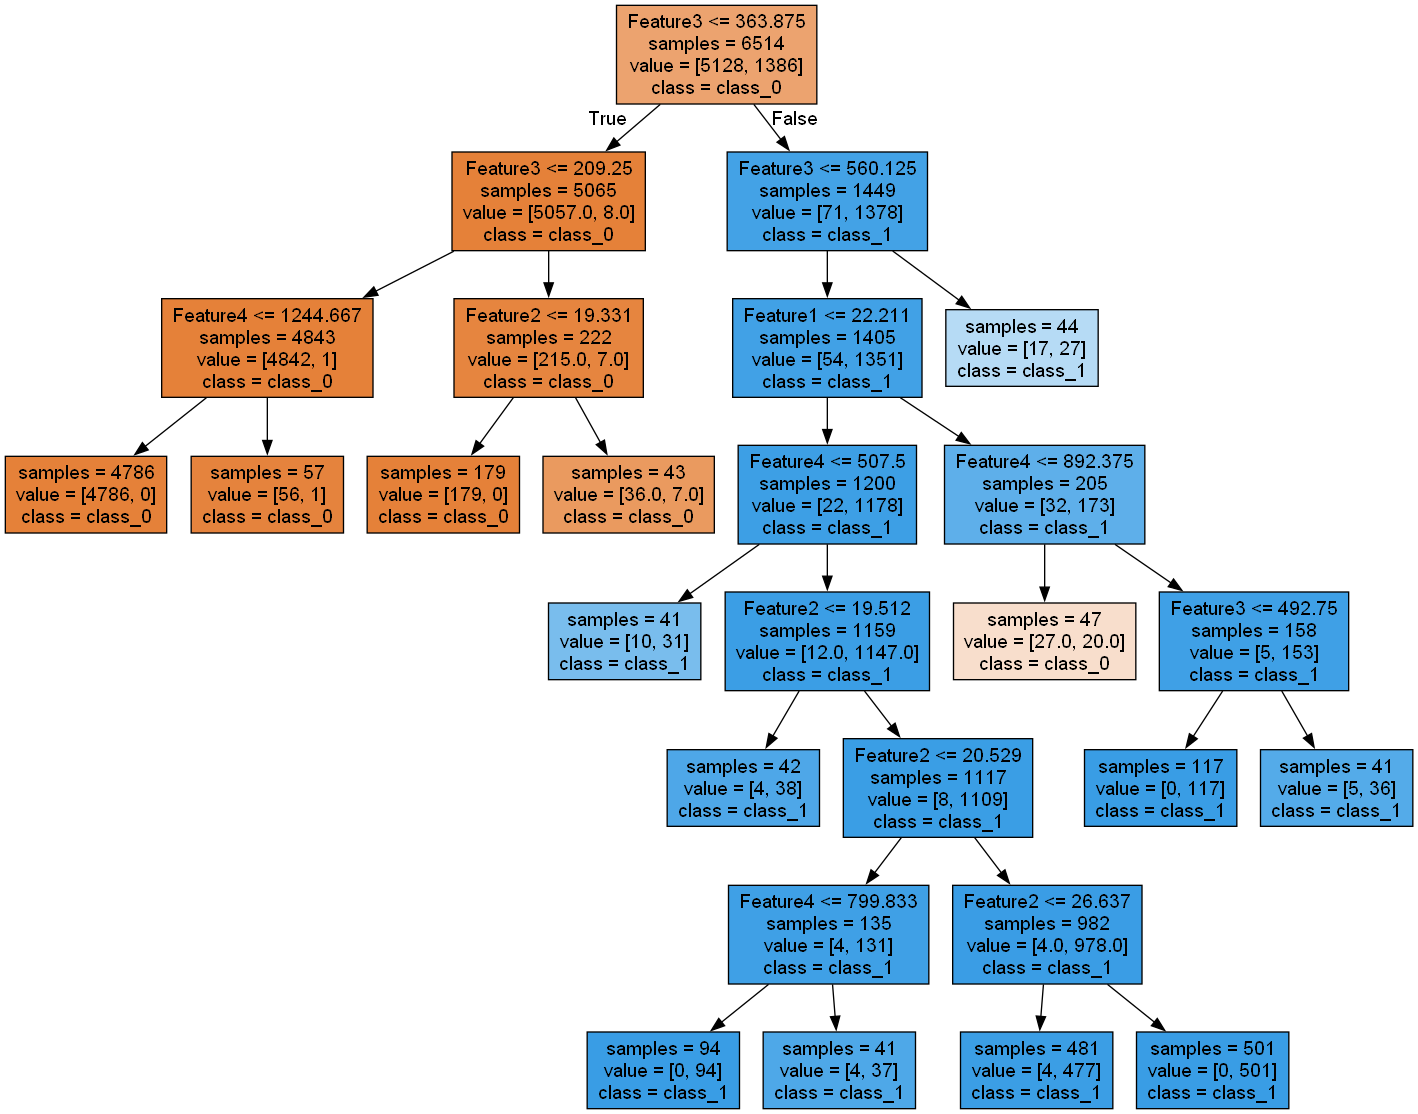 Feature3 <= 363.875
samples = 6514
value = [5128, 1386]
class = class_0
True
False
Feature3 <= 209.25
samples = 5065
value = [5057.0, 8.0]
class = class_0
Feature3 <= 560.125
samples = 1449
value = [71, 1378]
class = class_1
Feature4 <= 1244.667
samples = 4843
value = [4842, 1]
class = class_0
Feature2 <= 19.331
samples = 222
value = [215.0, 7.0]
class = class_0
Feature1 <= 22.211
samples = 1405
value = [54, 1351]
class = class_1
samples = 44
value = [17, 27]
class = class_1
samples = 4786
value = [4786, 0]
class = class_0
samples = 57
value = [56, 1]
class = class_0
samples = 179
value = [179, 0]
class = class_0
samples = 43
value = [36.0, 7.0]
class = class_0
Feature4 <= 507.5
samples = 1200
value = [22, 1178]
class = class_1
Feature4 <= 892.375
samples = 205
value = [32, 173]
class = class_1
samples = 41
value = [10, 31]
class = class_1
Feature2 <= 19.512
samples = 1159
value = [12.0, 1147.0]
class = class_1
samples = 47
value = [27.0, 20.0]
class = class_0
Feature3 <= 492.75
samples = 158
value = [5, 153]
class = class_1
samples = 42
value = [4, 38]
class = class_1
Feature2 <= 20.529
samples = 1117
value = [8, 1109]
class = class_1
samples = 117
value = [0, 117]
class = class_1
samples = 41
value = [5, 36]
class = class_1
Feature4 <= 799.833
samples = 135
value = [4, 131]
class = class_1
Feature2 <= 26.637
samples = 982
value = [4.0, 978.0]
class = class_1
samples = 94
value = [0, 94]
class = class_1
samples = 41
value = [4, 37]
class = class_1
samples = 481
value = [4, 477]
class = class_1
samples = 501
value = [0, 501]
class = class_1